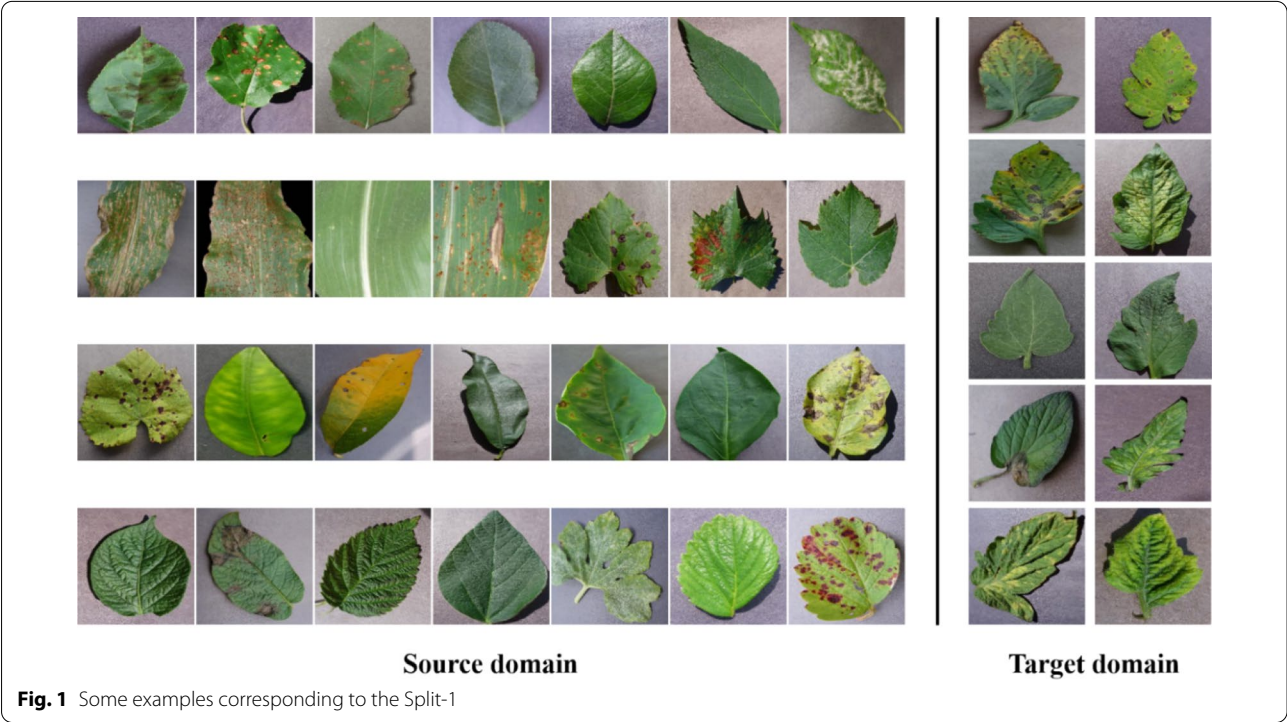 Source domain
Target domain
Fig. 1 Some examples corresponding to the Split-1